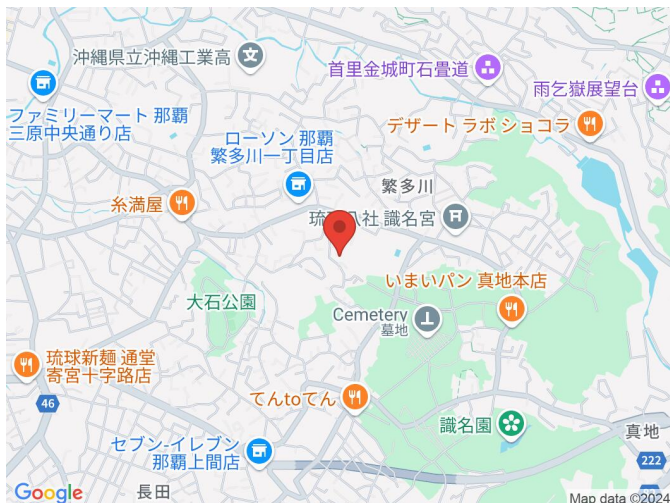 沖縄県立沖縄工業高
首里金城町石畳道
雨乞嶽展望台
ファミリーマート 那覇
三原中央通り店
デザート ラボ ショコラ
ローソン 那覇
繁多川一丁目店
繁多川
糸満屋
八社 識名宮
いまいパン 真地本店
大石公園
Cemetery
墓地
琉球新麺 通堂
寄宮十字路店
46
てんtoてん
識名園
真地
セブン-イレブン
那覇上間店
222
長田
Google
Map data ©2024